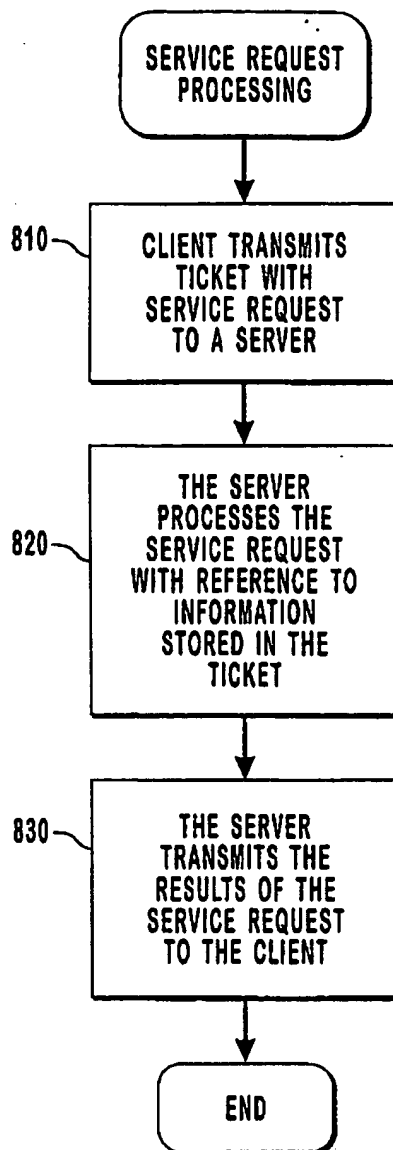 SERVICE REQUEST
PROCESSING
810
CLIENT TRANSMITS
TICKET WITH
SERVICE REQUEST
TO A SERVER
820
THE SERVER
PROCESSES THE
SERVICE REQUEST
WITH REFERENCE TO
INFORMATION
STORED IN THE
TICKET
830
THE SERVER
TRANSMITS THE
RESULTS OF THE
SERVICE REQUEST
TO THE CLIENT
END